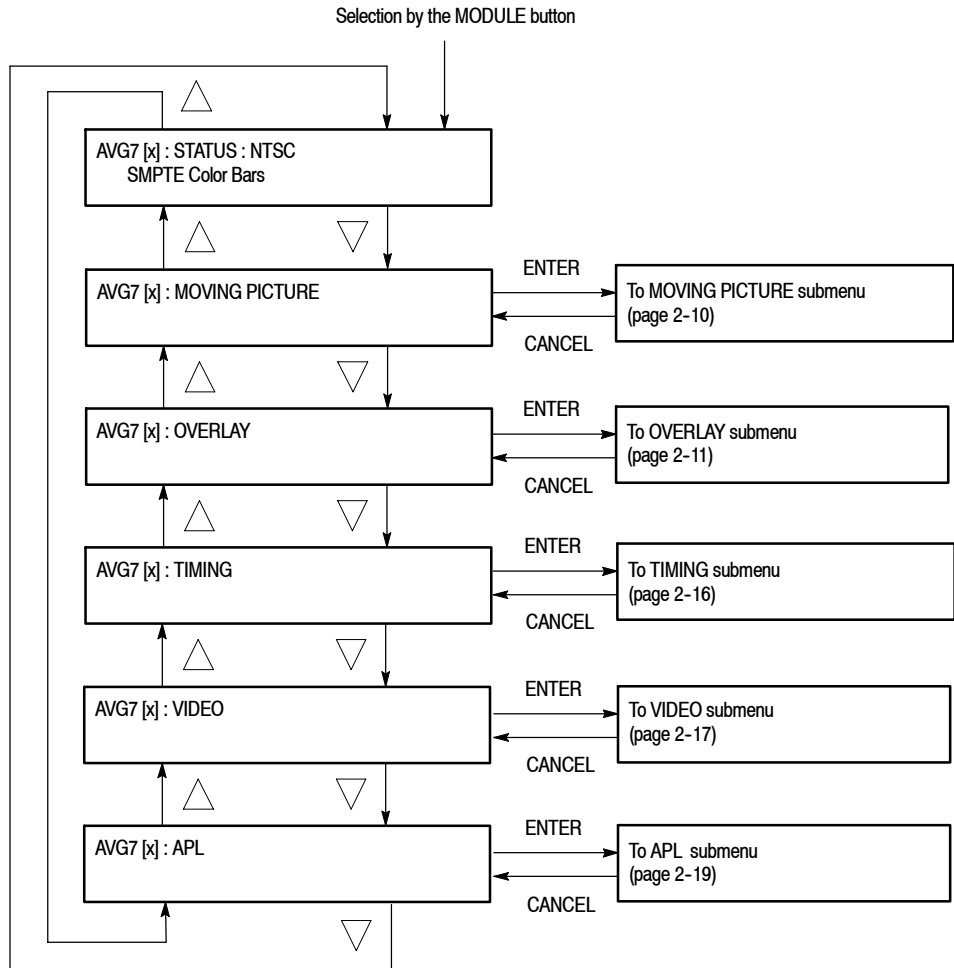 Selection by the MODULE button
AVG7 [x] : STATUS : NTSC
SMPTE Color Bars
AVG7 [x] : MOVING PICTURE
ENTER
CANCEL
To MOVING PICTURE submenu
(page 2-10)
AVG7 [x] : OVERLAY
ENTER
CANCEL
To OVERLAY submenu
(page 2-11)
AVG7 [x] : TIMING
ENTER
CANCEL
To TIMING submenu
(page 2-16)
AVG7 [x] : VIDEO
ENTER
CANCEL
To VIDEO submenu
(page 2-17)
AVG7 [x] : APL
ENTER
CANCEL
To APL submenu
(page 2-19)